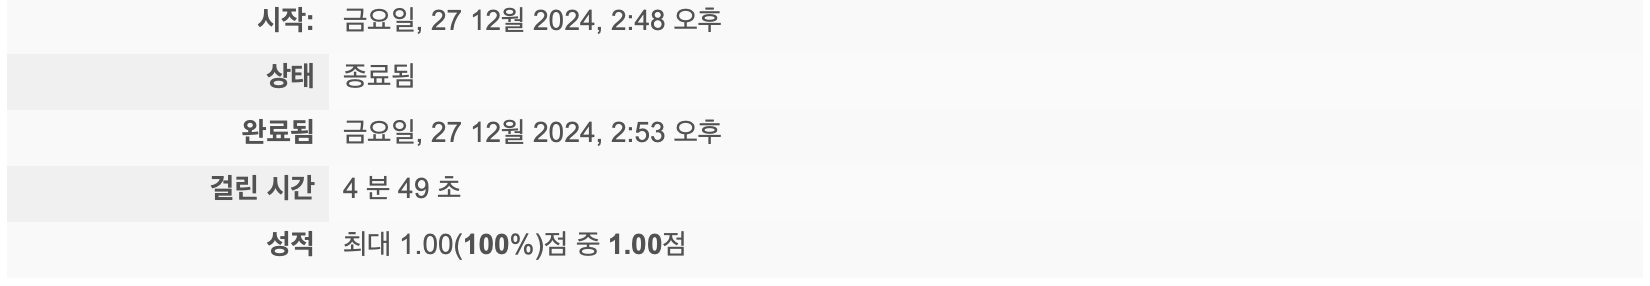 시작: 금요일, 27 12월 2024, 2:48 오후
상태 종료됨
완료됨 금요일, 27 12월 2024, 2:53 오후
걸린 시간 4 분 49 초
성적 최대 1.00(100%)점 중 1.00점